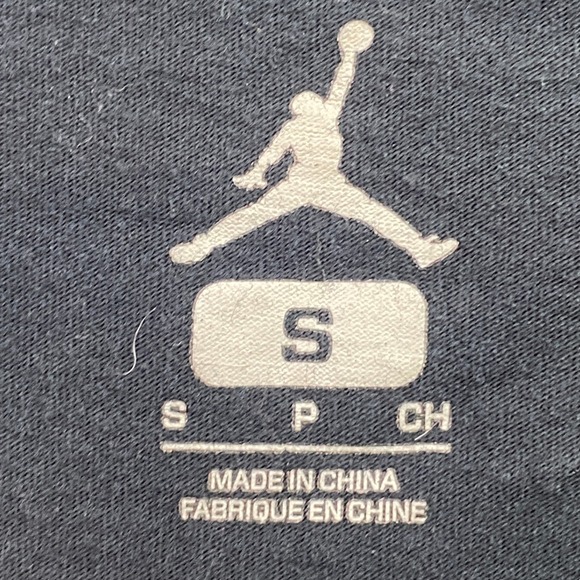 S
S P CH
MADE IN CHINA
FABRIQUE EN CHINE